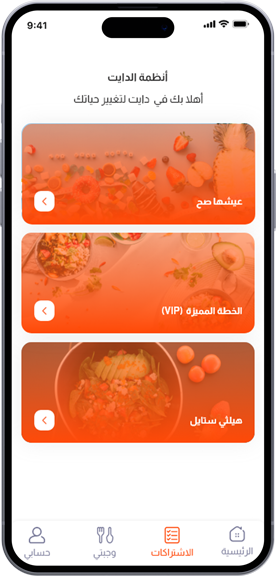 9:41
أنظمة الدايت
أهلا بك في دايت لتغيير حياتك
عيشها صح
الخطة المميزة (VIP)
هيلثي ستايل
الرئيسية
الاشتراكات
وجبتي
حسابي